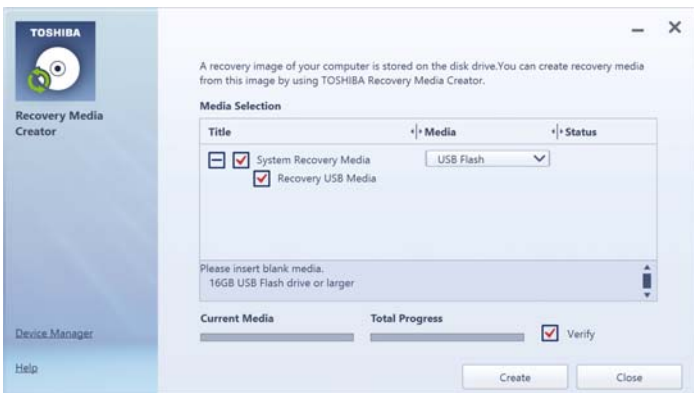 TOSHIBA
Recovery Media
Creator
A recovery image of your computer is stored on the disk drive.You can create recovery media
from this image by using TOSHIBA Recovery Media Creator.
Media Selection
Title Media Status
System Recovery Media USB Flash
Recovery USB Media
Please insert blank media.
16GB USB Flash drive or larger
Current Media Total Progress
Verify
Device Manager
Help
Create Close